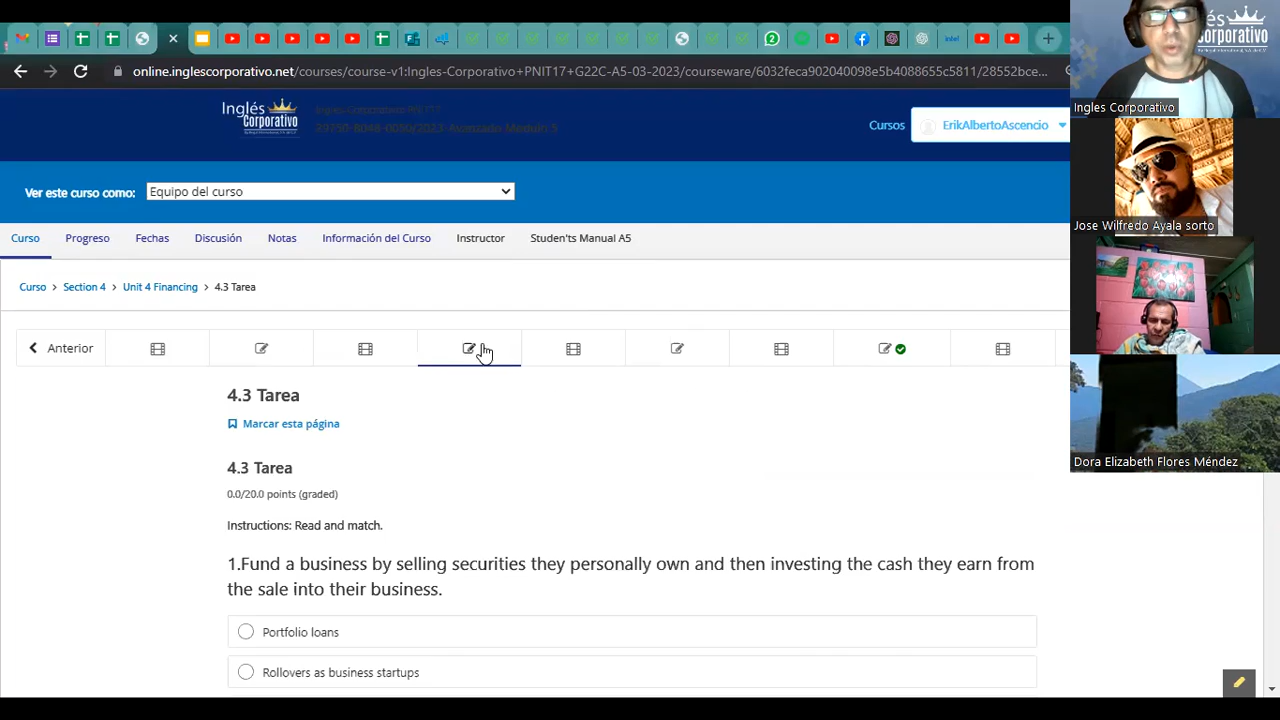 online.inglescorporativo.net/courses/course-v1:Ingles-Corporativo+PNIT17+G22C-A5-03-2023/courseware/6032feca902040098e5b4088655c5811/28552bce...
Inglés
Corporativo
Ingles-Corporativo PNIT17
Cursos
ErikAlbertoAscencio
Ver este curso como:
Equipo del curso
Curso
Progreso
Fechas
Discusión
Notas
Información del Curso
Instructor
Studen'ts Manual A5
Curso > Section 4 > Unit 4 Financing > 4.3 Tarea
Anterior
4.3 Tarea
Marcar esta página
4.3 Tarea
0.0/20.0 points (graded)
Instructions: Read and match.
1.Fund a business by selling securities they personally own and then investing the cash they earn from
the sale into their business.
Portfolio loans
Rollovers as business startups
Ingles Corporativo
Jose Wilfredo Ayala sorto
Dora Elizabeth Flores Méndez